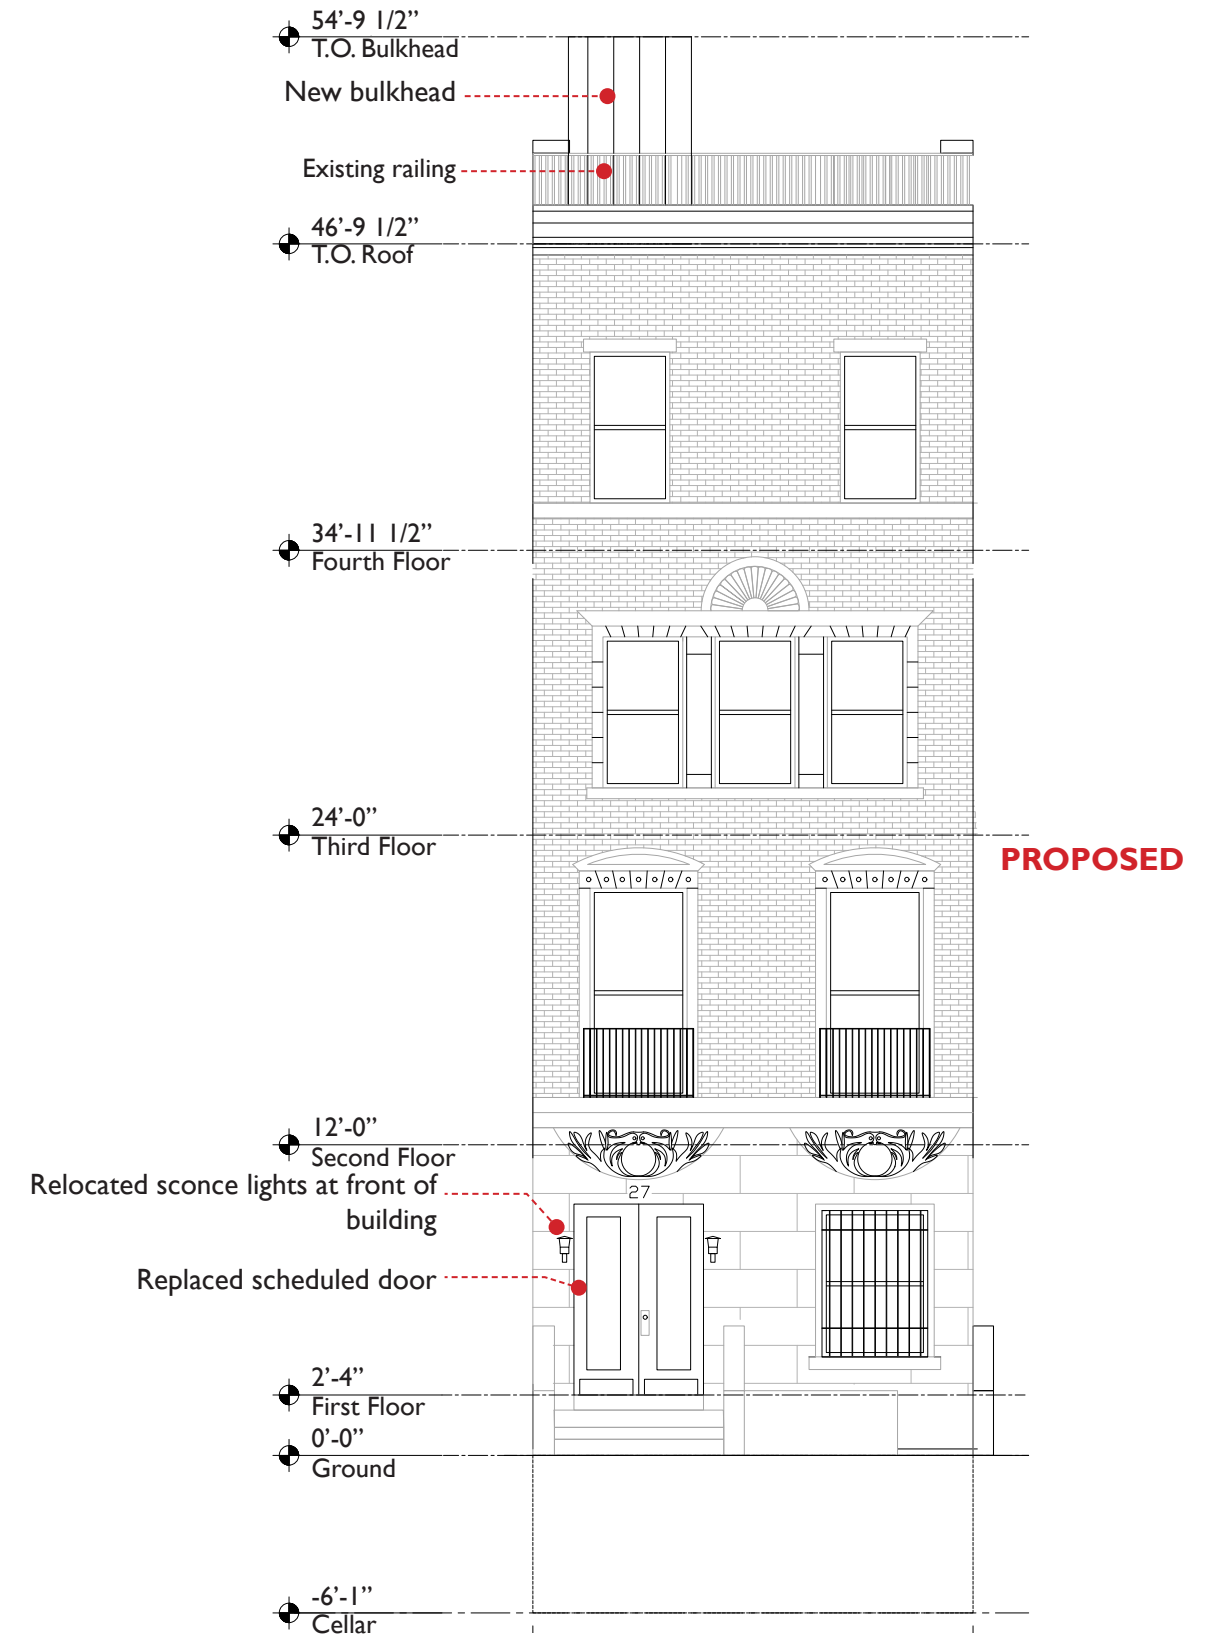 54’-9 1/2”
T.O. Bulkhead
New bulkhead
Existing railing
46’-9 1/2”
T.O. Roof
34’-11 1/2”
Fourth Floor
24’-0”
Third Floor
PROPOSED
12’-0”
Second Floor
Relocated sconce lights at front of
building
27
Replaced scheduled door
2’-4”
First Floor
0’-0”
Ground
-6’-1”
Cellar